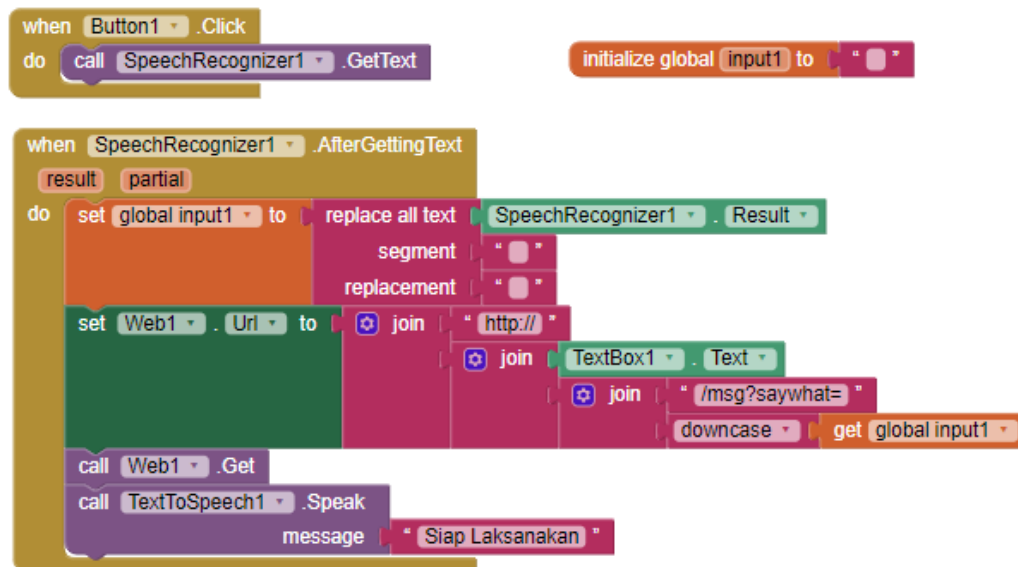 when Button1 .Click
do call SpeechRecognizer1 .GetText
initialize global input1 to " "
when SpeechRecognizer1 .AfterGettingText
result partial
do set global input1 to replace all text SpeechRecognizer1 . Result
segment " "
replacement " "
set Web1 . Url to join " http:// "
join TextBox1 . Text
join " /msg?saywhat= "
downcase get global input1
call Web1 .Get
call TextToSpeech1 .Speak
message " Siap Laksanakan "